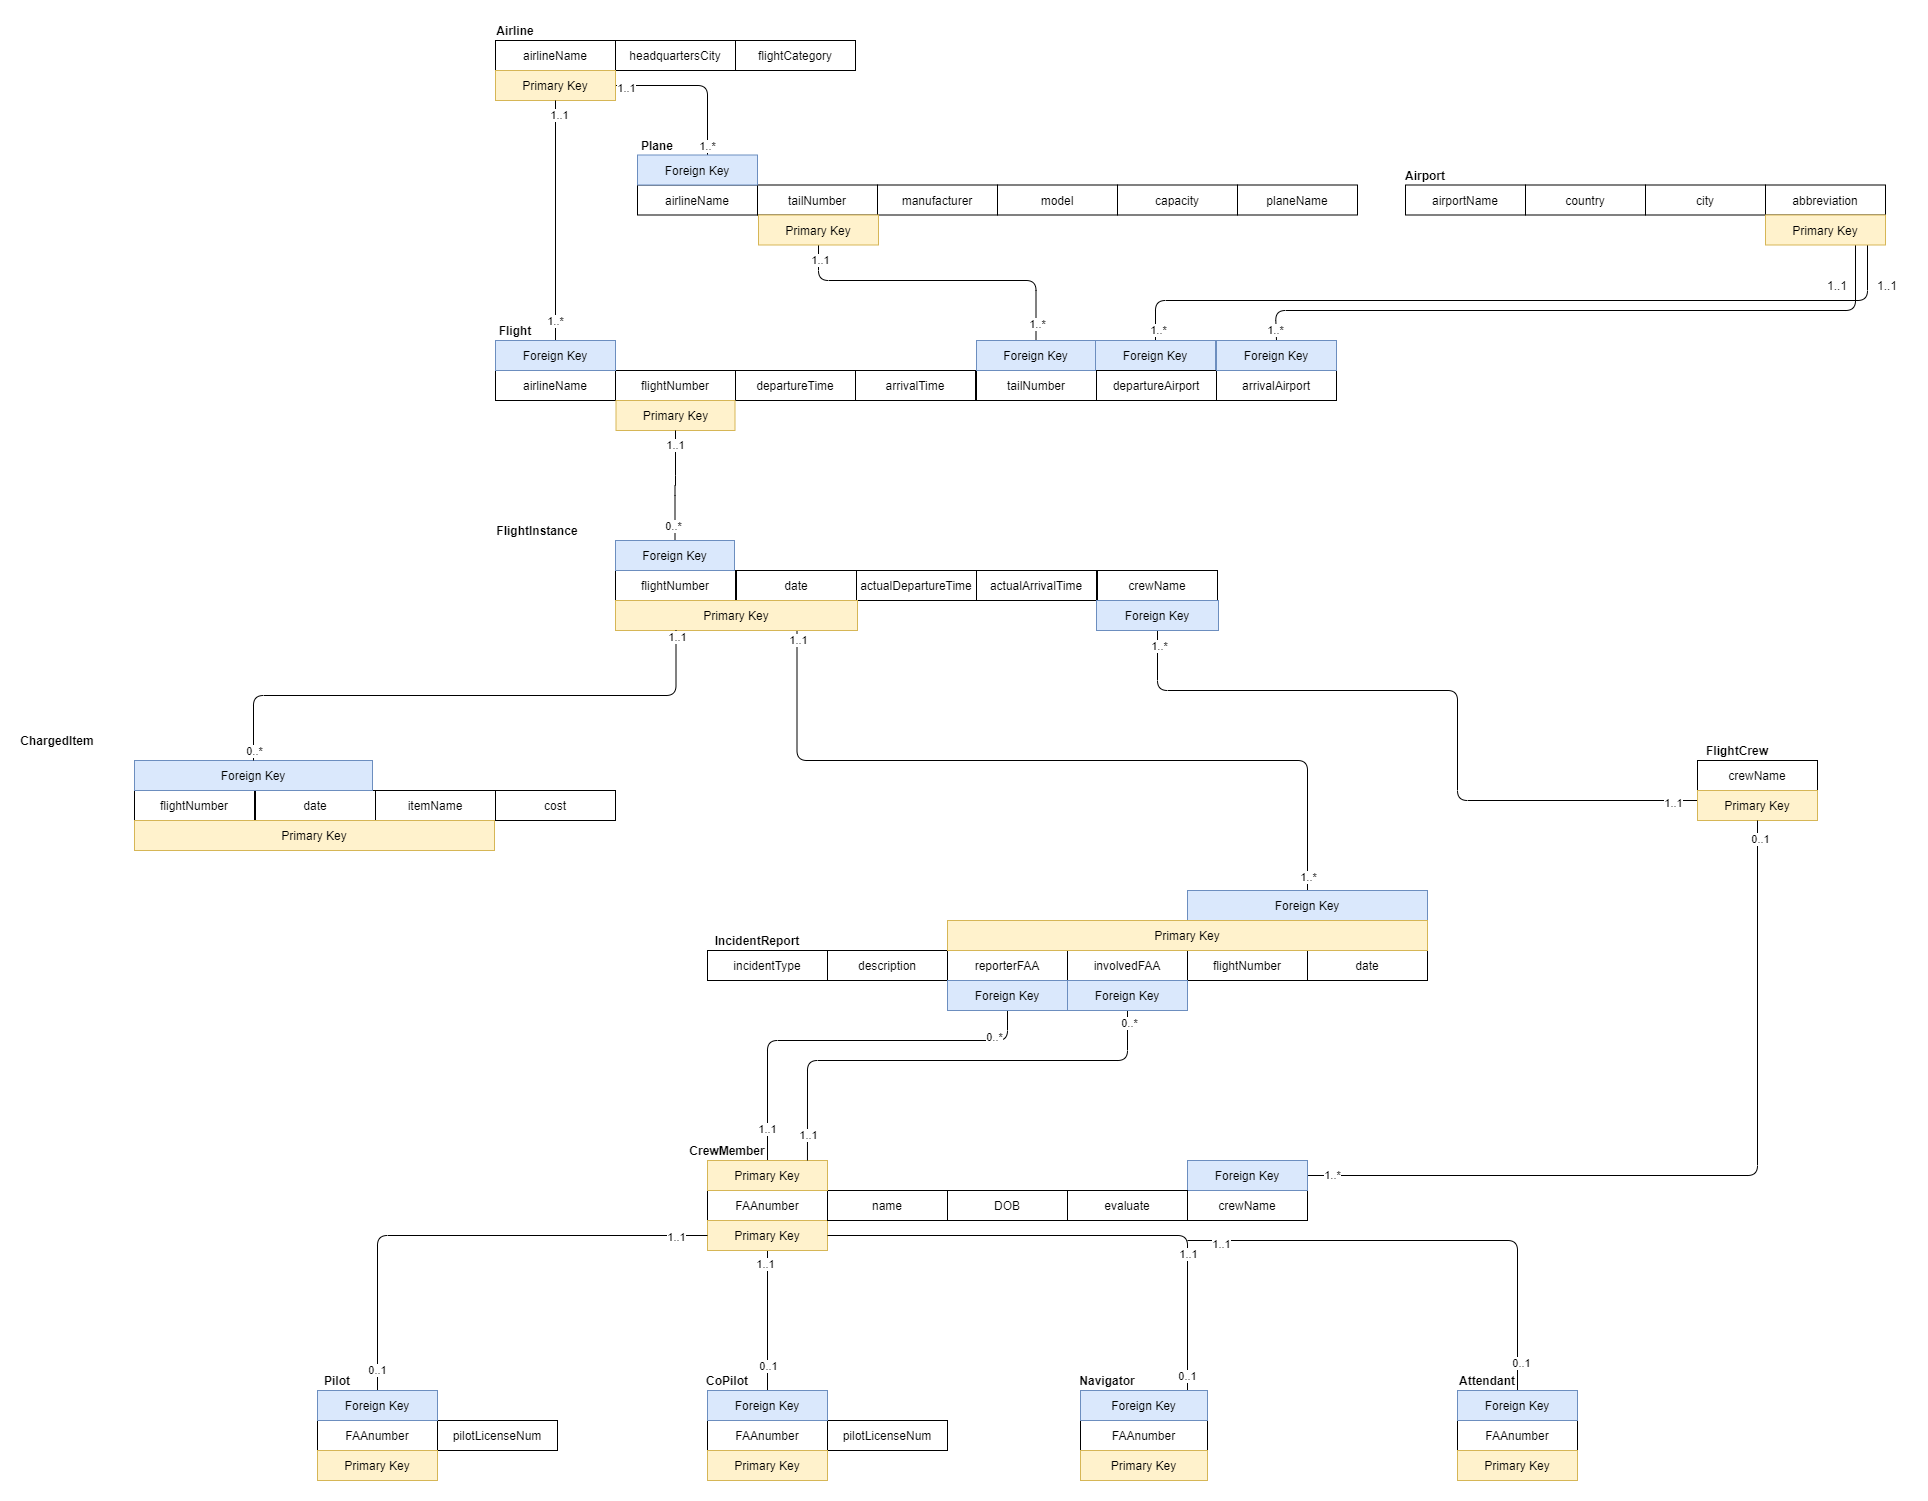 Airline
airlineName headquartersCity flightCategory
Primary Key
1..1
1..1
Plane
1..*
Foreign Key
airlineName tailNumber manufacturer model capacity planeName
Primary Key
1..1
Airport
airportName country city abbreviation
Primary Key
1..1 1..1
1..*
1..*
1..*
1..*
Flight
Foreign Key Foreign Key Foreign Key Foreign Key
airlineName flightNumber departureTime arrivalTime tailNumber departureAirport arrivalAirport
Primary Key
1..1
0..*
FlightInstance
Foreign Key
flightNumber date actualDepartureTime actualArrivalTime crewName
Primary Key Foreign Key
1..1 1..1 1..*
ChargedItem
0..*
Foreign Key
flightNumber date itemName cost
Primary Key
FlightCrew
crewName
1..1
Primary Key
0..1
1..*
Foreign Key
Primary Key
IncidentReport
incidentType description reporterFAA involvedFAA flightNumber date
Foreign Key Foreign Key
0..* 0..*
1..1 1..1
CrewMember
Primary Key Foreign Key 1..*
FAAnumber name DOB evaluate crewName
1..1 Primary Key
1..1 1..1 1..1
0..1 0..1 0..1 0..1
Pilot CoPilot Navigator Attendant
Foreign Key Foreign Key Foreign Key Foreign Key
FAAnumber pilotLicenseNum FAAnumber pilotLicenseNum FAAnumber FAAnumber
Primary Key Primary Key Primary Key Primary Key